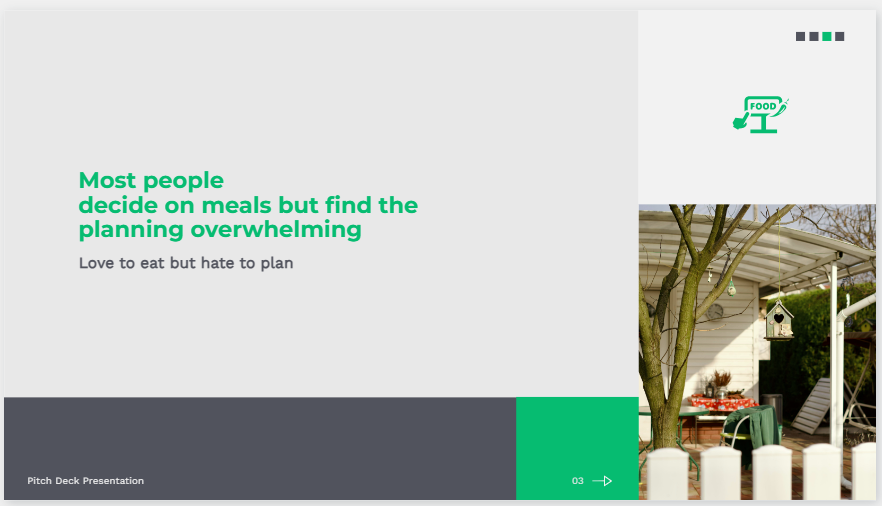 FOOD
Most people
decide on meals but find the
planning overwhelming
Love to eat but hate to plan
Pitch Deck Presentation
03